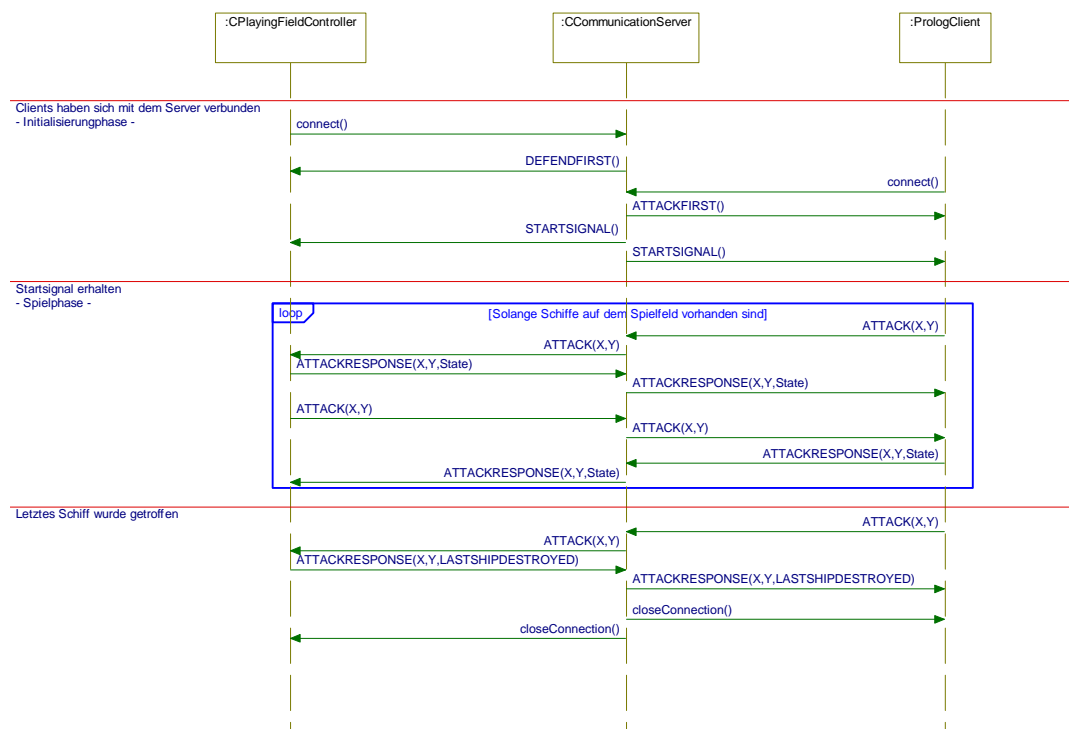 :CPlayingFieldController
:CCommunicationServer
:PrologClient
Clients haben sich mit dem Server verbunden
- Initialisierungphase -
connect()
DEFENDFIRST()
connect()
ATTACKFIRST()
STARTSIGNAL()
STARTSIGNAL()
Startsignal erhalten
- Spielphase -
loop
[Solange Schiffe auf dem Spielfeld vorhanden sind]
ATTACK(X,Y)
ATTACK(X,Y)
ATTACKRESPONSE(X,Y,State)
ATTACKRESPONSE(X,Y,State)
ATTACK(X,Y)
ATTACK(X,Y)
ATTACKRESPONSE(X,Y,State)
ATTACKRESPONSE(X,Y,State)
Letztes Schiff wurde getroffen
ATTACK(X,Y)
ATTACK(X,Y)
ATTACKRESPONSE(X,Y,LASTSHIPDESTROYED)
ATTACKRESPONSE(X,Y,LASTSHIPDESTROYED)
closeConnection()
closeConnection()